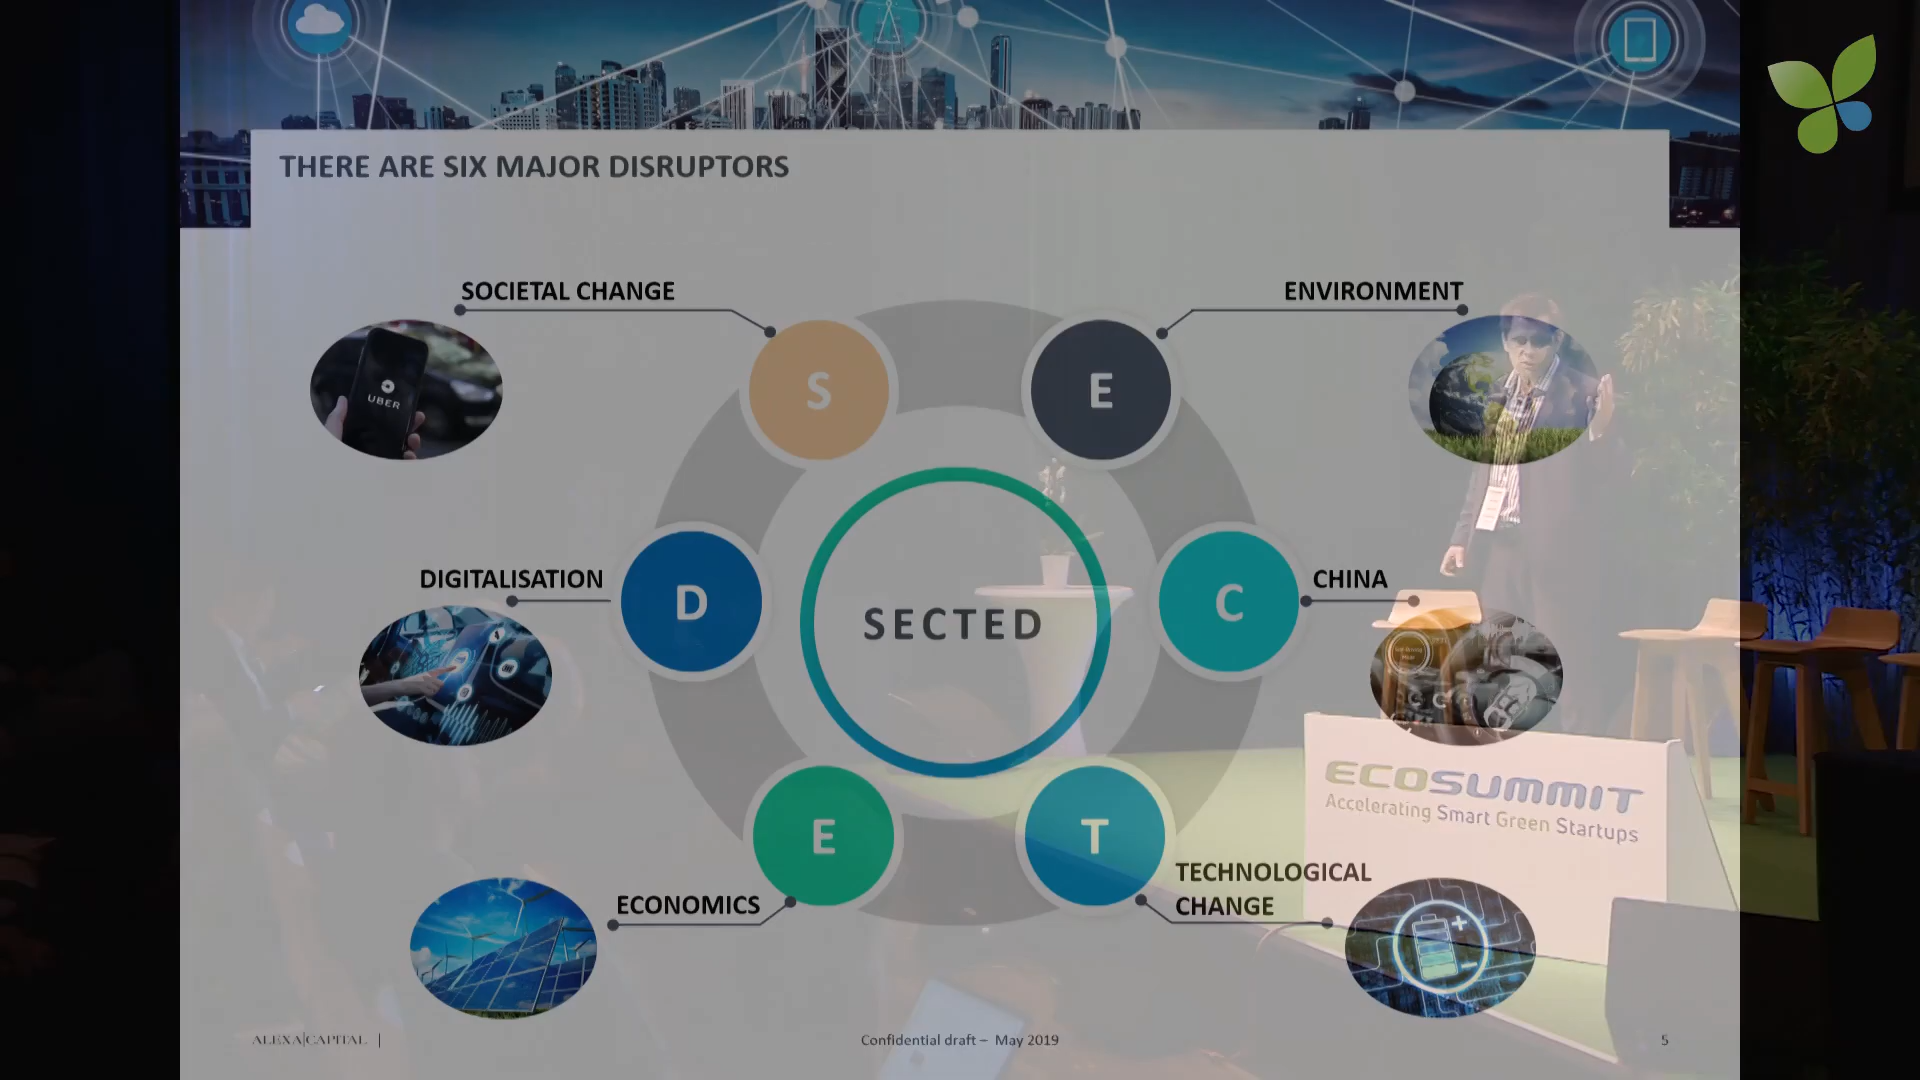 THERE ARE SIX MAJOR DISRUPTORS
SOCIETAL CHANGE
ENVIRONMENT
S
E
UBER
DIGITALISATION
D
SECTED
C
CHINA
E
T
ECONOMICS
TECHNOLOGICAL
CHANGE
ECOSUMMIT
Accelerating Smart Green Startups
ALEXA|CAPITAL |
Confidential draft – May 2019
5